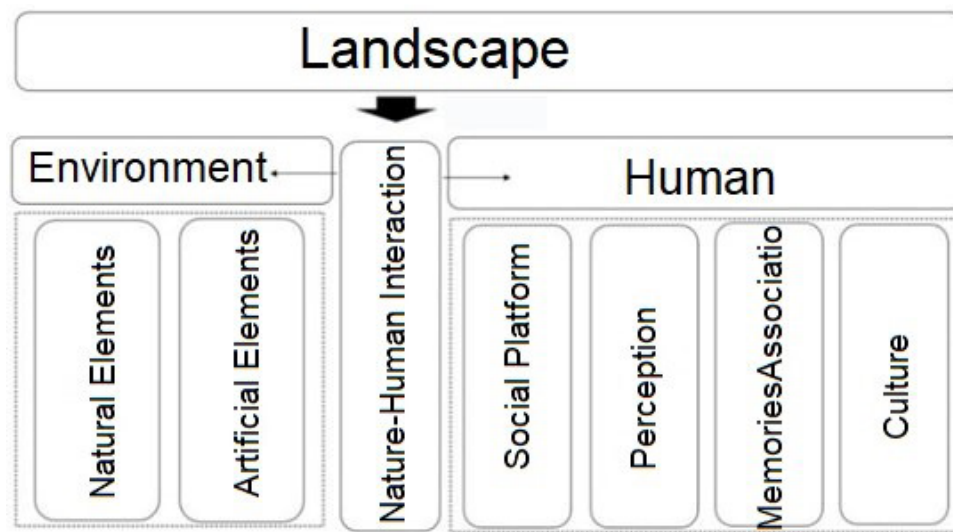 Landscape
Environment
Nature-Human Interaction
Human
Natural Elements
Artificial Elements
Social Platform
Perception
MemoriesAssociatio
Culture